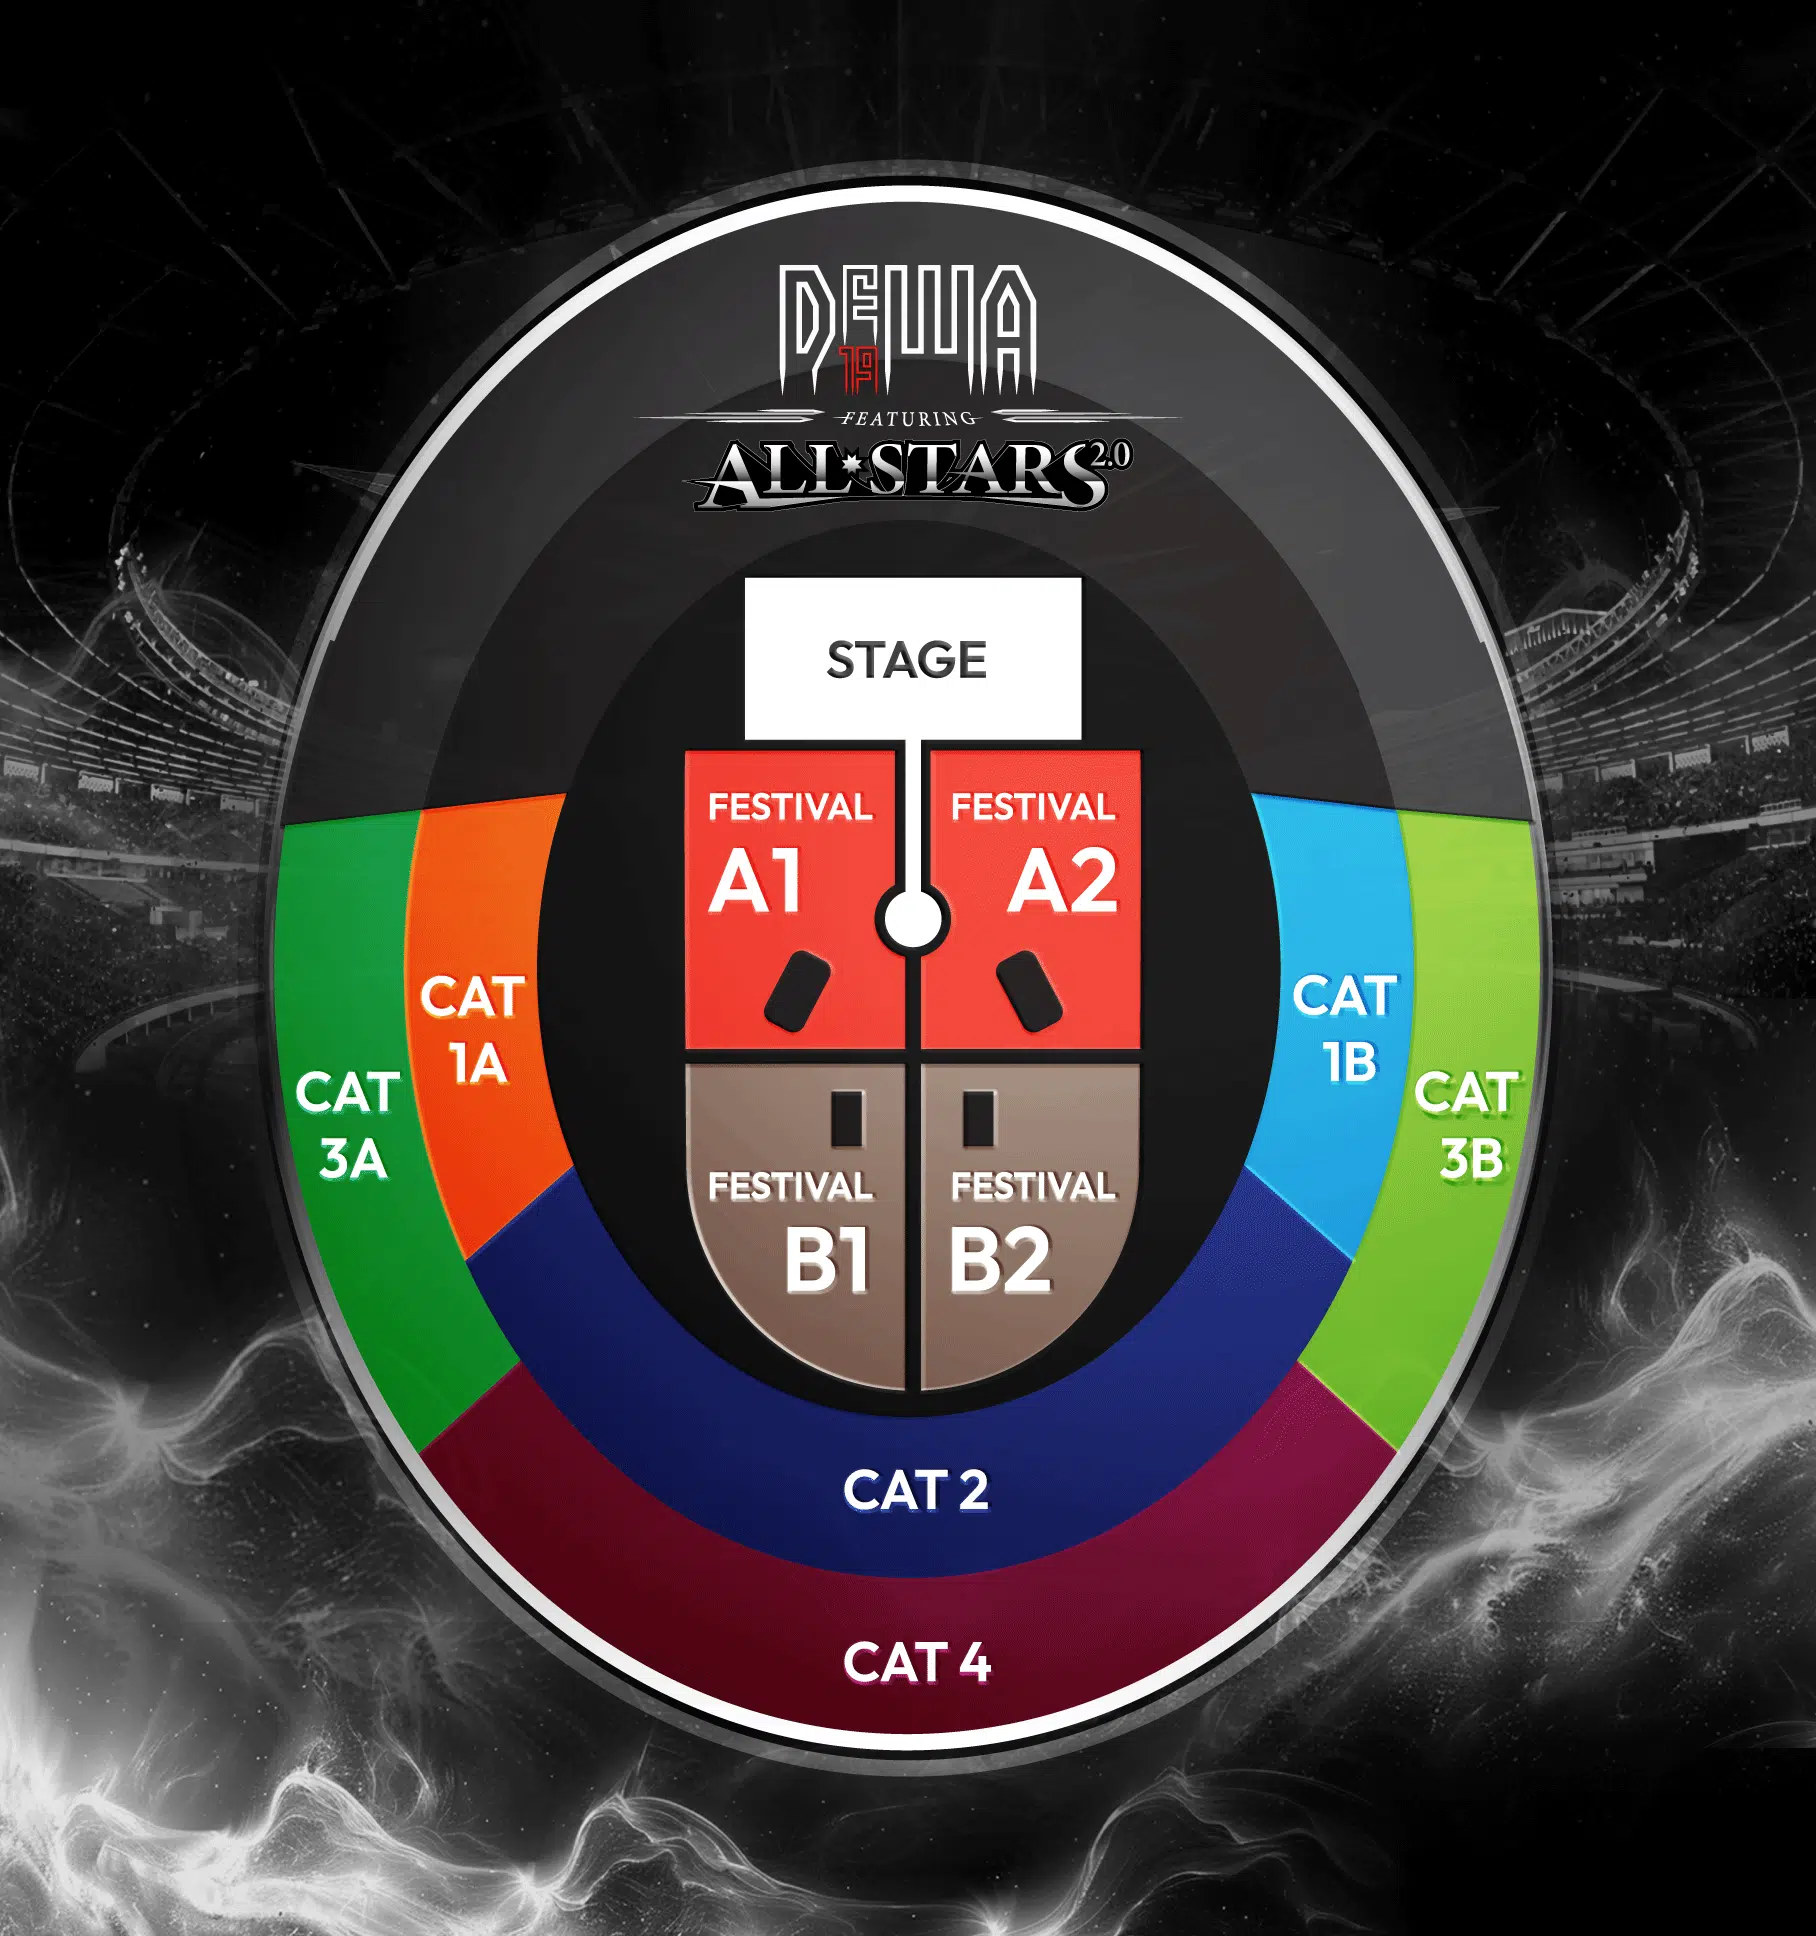 DEWA
19
FEATURING
ALL STARS 2.0
STAGE
FESTIVAL
A1
FESTIVAL
A2
CAT
1A
CAT
1B
CAT
3A
CAT
3B
FESTIVAL
B1
FESTIVAL
B2
CAT 2
CAT 4